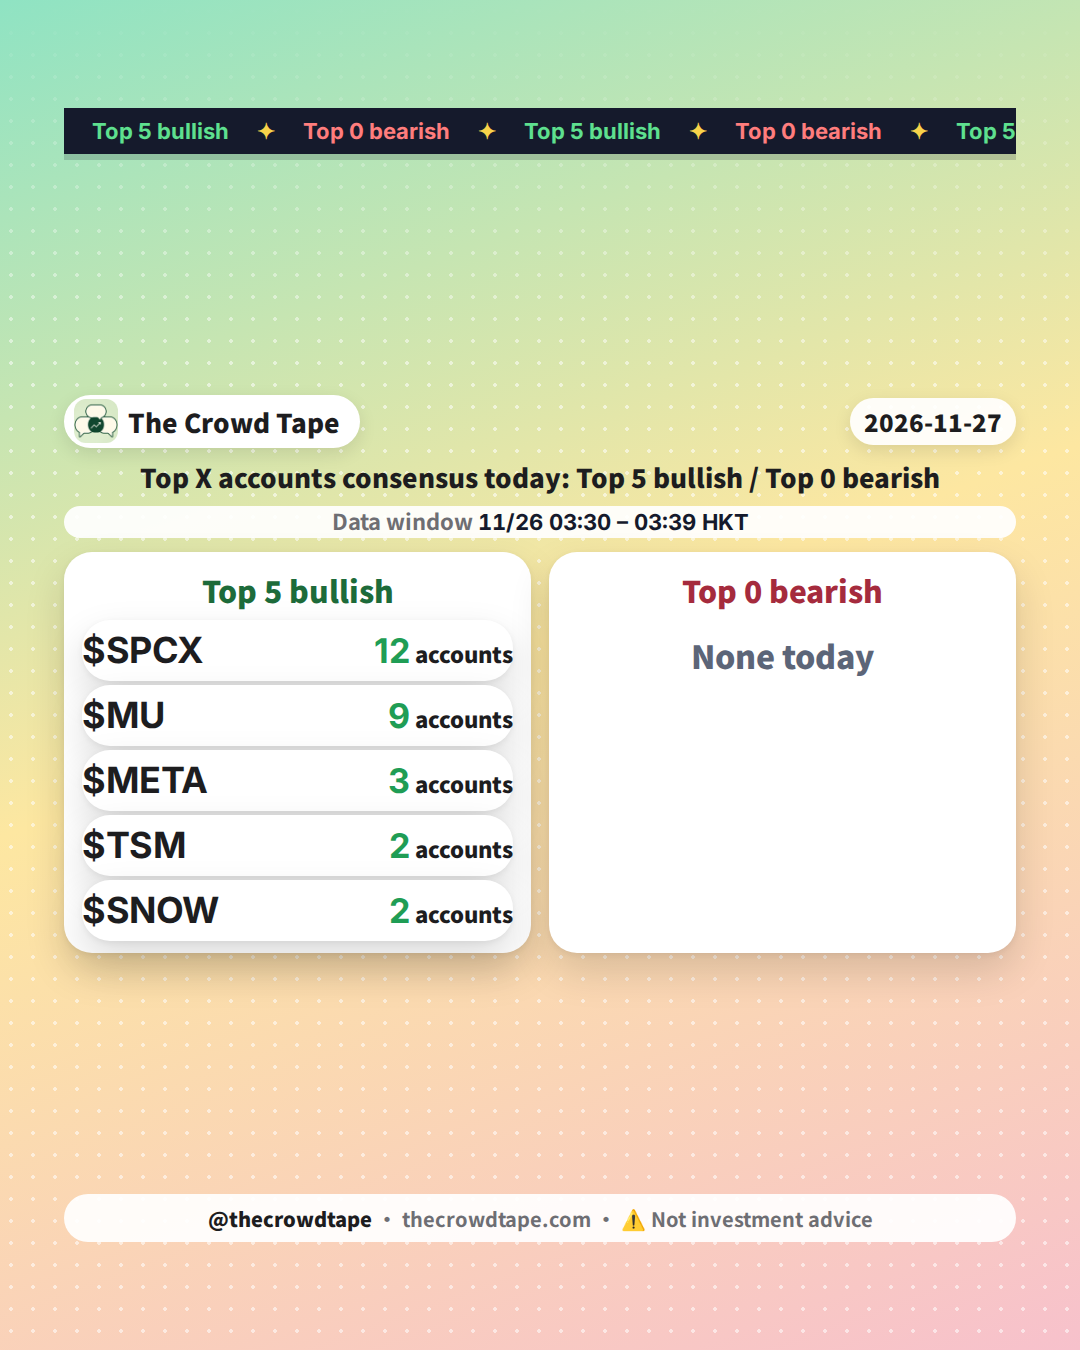 Top 5 bullish ✦ Top 0 bearish ✦ Top 5 bullish ✦ Top 0 bearish ✦ Top 5
The Crowd Tape
2026-11-27
Top X accounts consensus today: Top 5 bullish / Top 0 bearish
Data window 11/26 03:30 – 03:39 HKT
Top 5 bullish
$SPCX 12 accounts
$MU 9 accounts
$META 3 accounts
$TSM 2 accounts
$SNOW 2 accounts
Top 0 bearish
None today
@thecrowdtape • thecrowdtape.com • ⚠️ Not investment advice